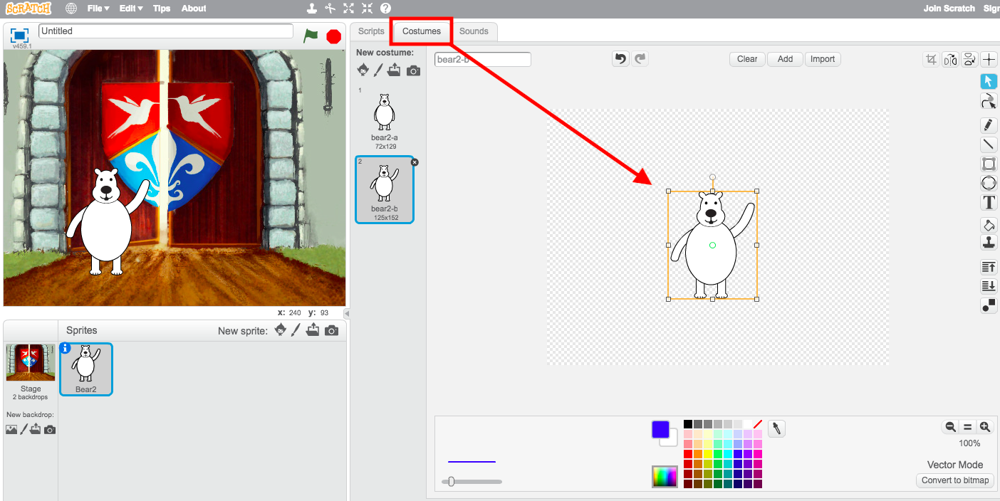 SCRATCH
File
Edit
Tips
About
Join Scratch
Sign
Untitled
v459.1
Scripts
Costumes
Sounds
New costume:
bear2-b
Clear
Add
Import
1
bear2-a
72x129
2
bear2-b
125x152
T
x: 240 y: 93
Sprites
New sprite:
Stage
2 backdrops
New backdrop:
Bear2
100%
Vector Mode
Convert to bitmap